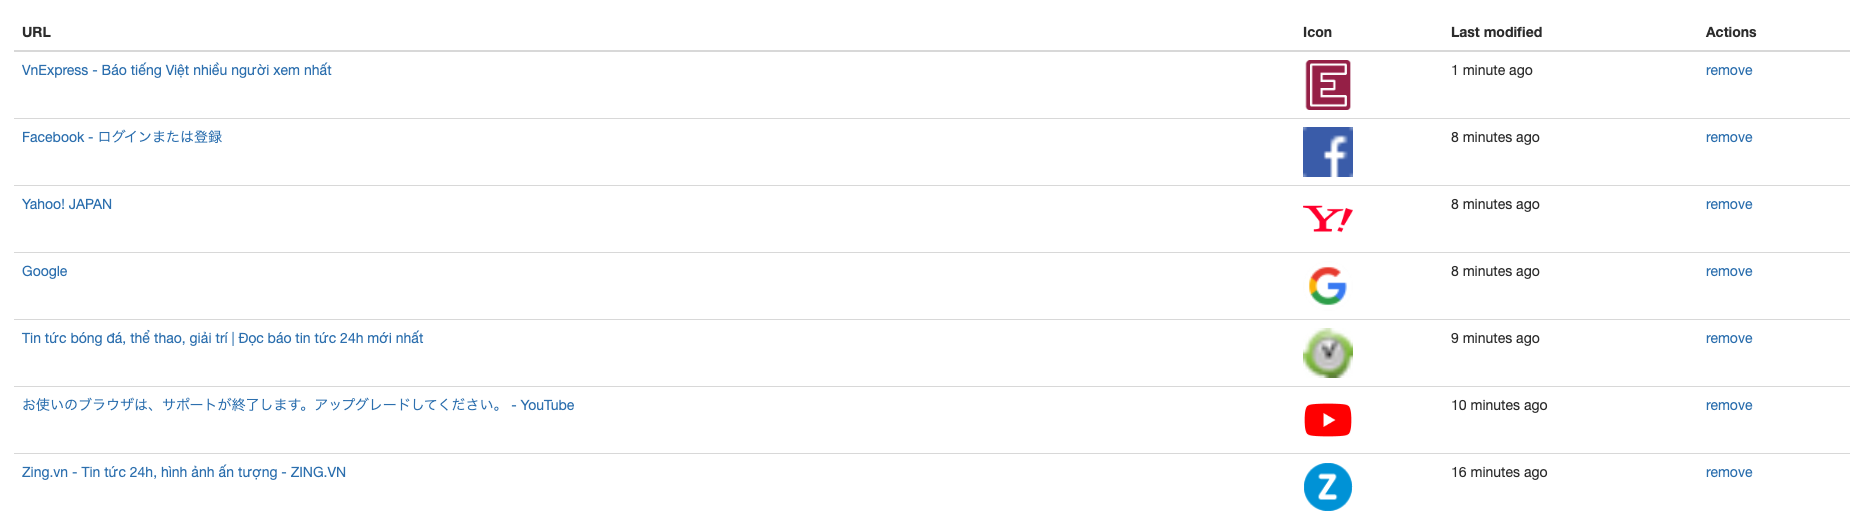 URL Icon Last modified Actions
VnExpress - Báo tiếng Việt nhiều người xem nhất E 1 minute ago remove
Facebook - ログインまたは登録 f 8 minutes ago remove
Yahoo! JAPAN Y! 8 minutes ago remove
Google G 8 minutes ago remove
Tin tức bóng đá, thể thao, giải trí | Đọc báo tin tức 24h mới nhất V 9 minutes ago remove
お使いのブラウザは、サポートが終了します。アップグレードしてください。 - YouTube 10 minutes ago remove
Zing.vn - Tin tức 24h, hình ảnh ấn tượng - ZING.VN Z 16 minutes ago remove